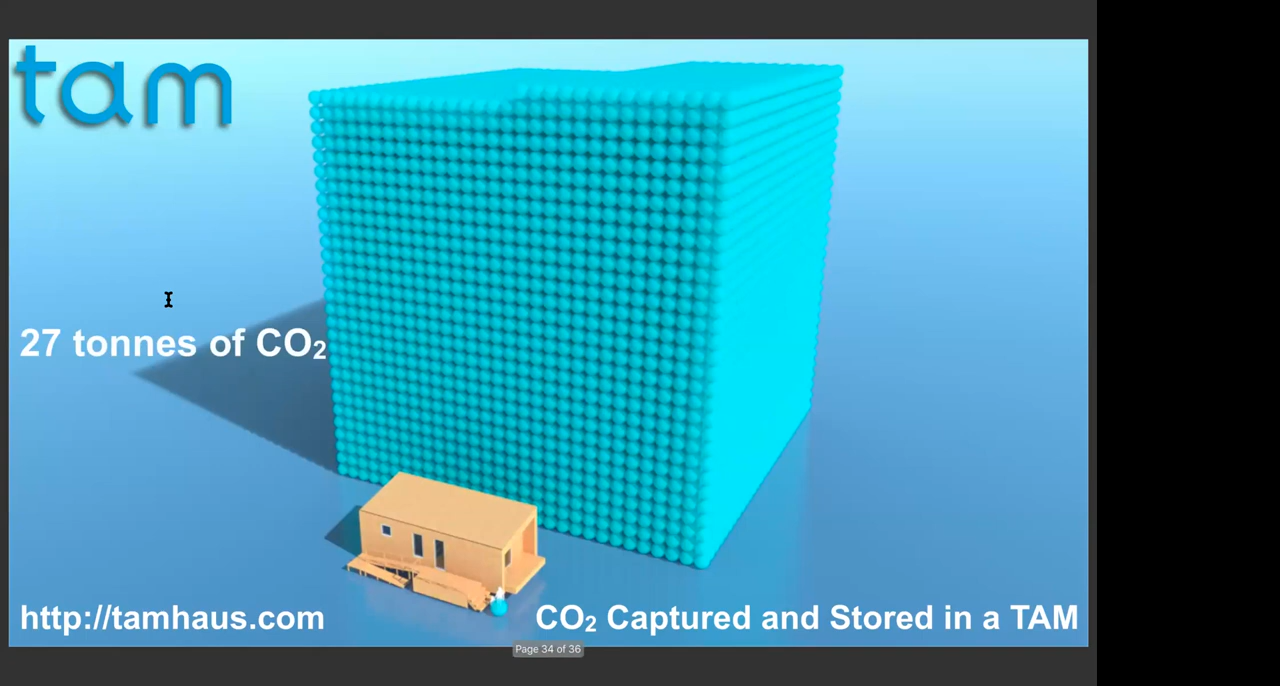 tam
27 tonnes of CO₂
http://tamhaus.com
CO₂ Captured and Stored in a TAM
Page 34 of 36